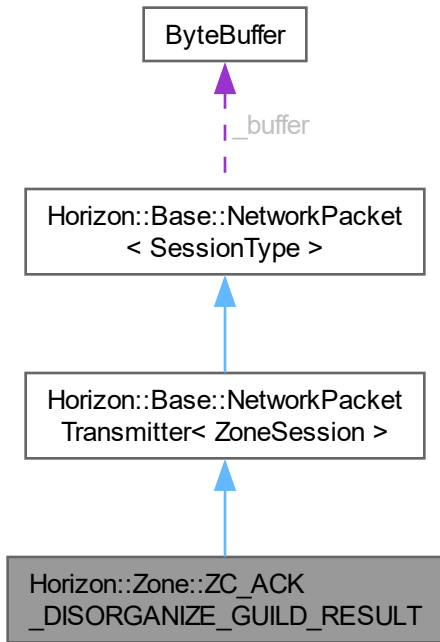 ByteBuffer
_buffer
Horizon::Base::NetworkPacket
< SessionType >
Horizon::Base::NetworkPacket
Transmitter< ZoneSession >
Horizon::Zone::ZC_ACK
_DISORGANIZE_GUILD_RESULT